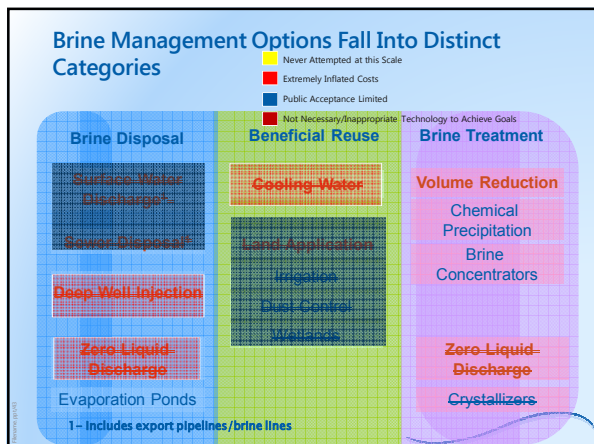 Brine Management Options Fall Into Distinct
Categories
Never Attempted at this Scale
Extremely Inflated Costs
Public Acceptance Limited
Not Necessary/Inappropriate Technology to Achieve Goals
Brine Disposal
Surface Water
Discharge¹
Sewer Disposal¹
Deep Well Injection
Zero Liquid
Discharge
Evaporation Ponds
1– Includes export pipelines/brine lines
Beneficial Reuse
Cooling Water
Land Application
Irrigation
Dust Control
Wetlands
Brine Treatment
Volume Reduction
Chemical
Precipitation
Brine
Concentrators
Zero Liquid
Discharge
Crystallizers